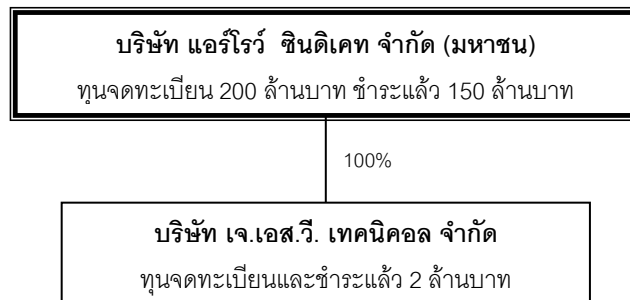 บริษัท แอร์โรว์ ซินดิเคท จำกัด (มหาชน)
ทุนจดทะเบียน 200 ล้านบาท ชำระแล้ว 150 ล้านบาท
100%
บริษัท เจ.เอส.วี. เทคนิคอล จำกัด
ทุนจดทะเบียนและชำระแล้ว 2 ล้านบาท